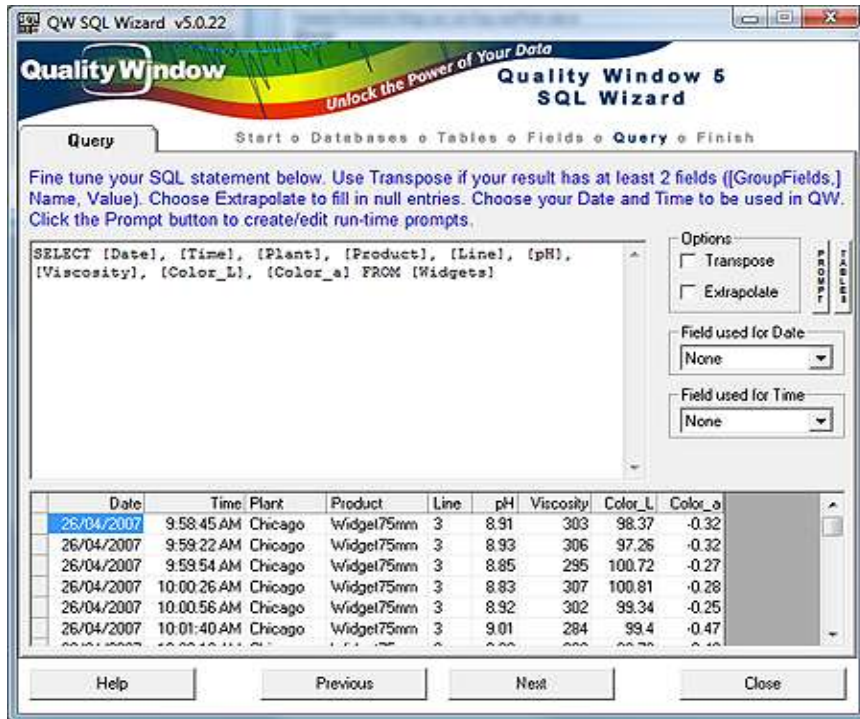 QW SQL Wizard v5.0.22
Quality Window
Unlock the Power of Your Data
Quality Window 5
SQL Wizard
Query
Start o Databases o Tables o Fields o Query o Finish
Fine tune your SQL statement below. Use Transpose if your result has at least 2 fields ([GroupFields,]
Name, Value). Choose Extrapolate to fill in null entries. Choose your Date and Time to be used in QW.
Click the Prompt button to create/edit run-time prompts.
SELECT [Date], [Time], [Plant], [Product], [Line], [pH],
[Viscosity], [Color_L], [Color_a] FROM [Widgets]
Options
Transpose
Extrapolate
PROMPT
TABLES
Field used for Date
None
Field used for Time
None
Date Time Plant Product Line pH Viscosity Color_L Color_a
26/04/2007 9:58:45 AM Chicago Widget75mm 3 8.91 303 98.37 -0.32
26/04/2007 9:59:22 AM Chicago Widget75mm 3 8.93 306 97.26 -0.32
26/04/2007 9:59:54 AM Chicago Widget75mm 3 8.85 295 100.72 -0.27
26/04/2007 10:00:26 AM Chicago Widget75mm 3 8.83 307 100.81 -0.28
26/04/2007 10:00:56 AM Chicago Widget75mm 3 8.92 302 99.34 -0.25
26/04/2007 10:01:40 AM Chicago Widget75mm 3 9.01 284 99.4 -0.47
Help Previous Next Close